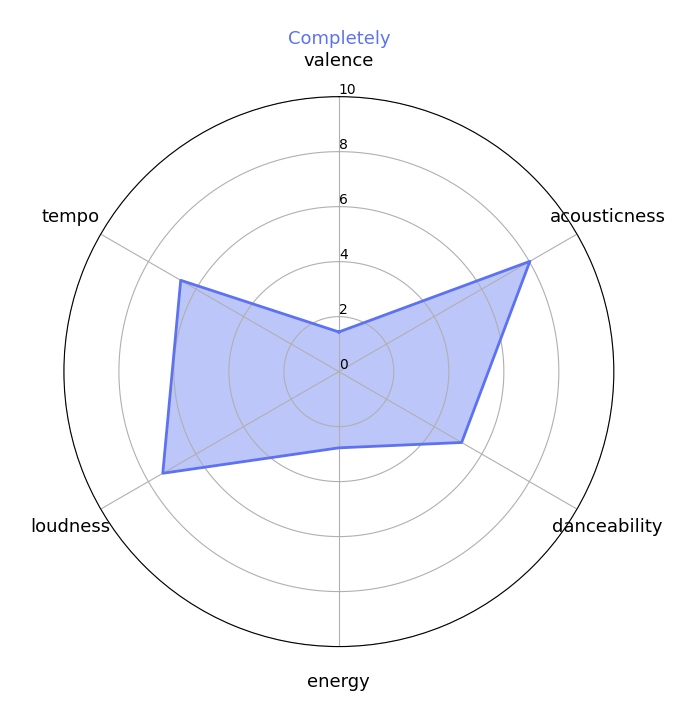 Completely
valence
10
8
tempo
6
acousticness
4
2
0
loudness
danceability
energy